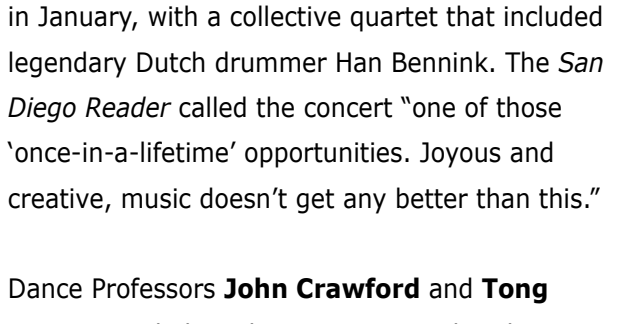 in January, with a collective quartet that included
legendary Dutch drummer Han Bennink. The San
Diego Reader called the concert “one of those
‘once-in-a-lifetime’ opportunities. Joyous and
creative, music doesn’t get any better than this.”
Dance Professors John Crawford and Tong